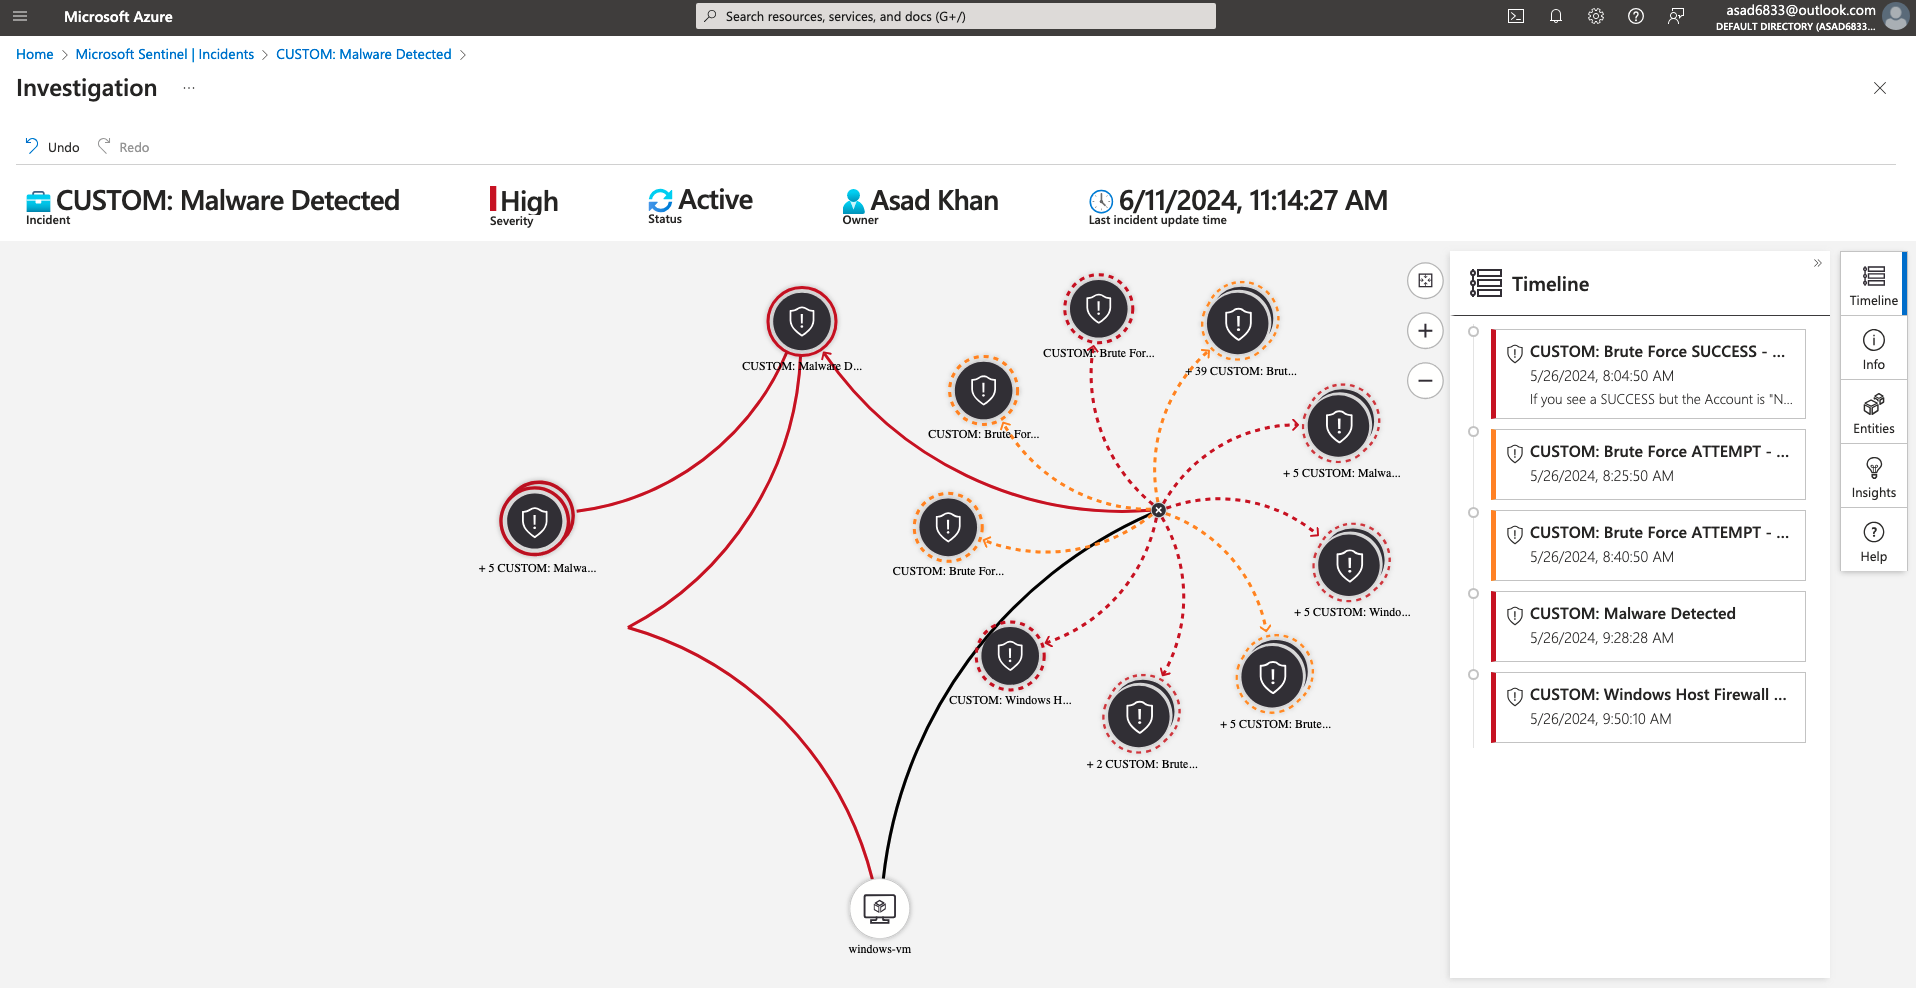 Microsoft Azure
Search resources, services, and docs (G+/)
asad6833@outlook.com
DEFAULT DIRECTORY (ASAD6833...
Home > Microsoft Sentinel | Incidents > CUSTOM: Malware Detected >
Investigation ...
Undo Redo
CUSTOM: Malware Detected
Incident
High
Severity
Active
Status
Asad Khan
Owner
6/11/2024, 11:14:27 AM
Last incident update time
CUSTOM: Malware D...
CUSTOM: Brute For...
+ 39 CUSTOM: Brut...
CUSTOM: Brute For...
+ 5 CUSTOM: Malwa...
+ 5 CUSTOM: Malwa...
CUSTOM: Brute For...
+ 5 CUSTOM: Windo...
CUSTOM: Windows H...
+ 5 CUSTOM: Brute...
+ 2 CUSTOM: Brute...
windows-vm
Timeline
CUSTOM: Brute Force SUCCESS - ...
5/26/2024, 8:04:50 AM
If you see a SUCCESS but the Account is "N...
CUSTOM: Brute Force ATTEMPT - ...
5/26/2024, 8:25:50 AM
CUSTOM: Brute Force ATTEMPT - ...
5/26/2024, 8:40:50 AM
CUSTOM: Malware Detected
5/26/2024, 9:28:28 AM
CUSTOM: Windows Host Firewall ...
5/26/2024, 9:50:10 AM
Timeline
Info
Entities
Insights
Help